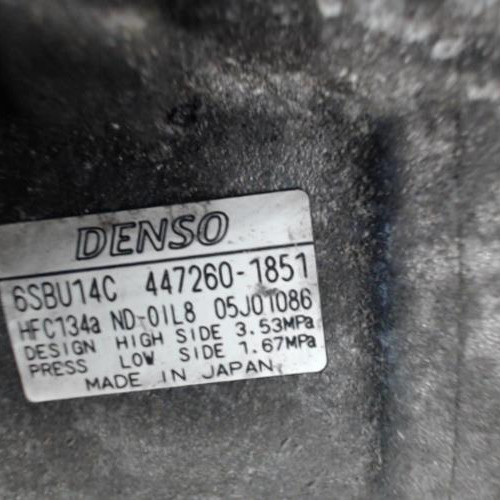 DENSO
6SBU14C 447260-1851
HFC134a ND-OIL8 05J01086
DESIGN HIGH SIDE 3.53MPa
PRESS LOW SIDE 1.67MPa
MADE IN JAPAN